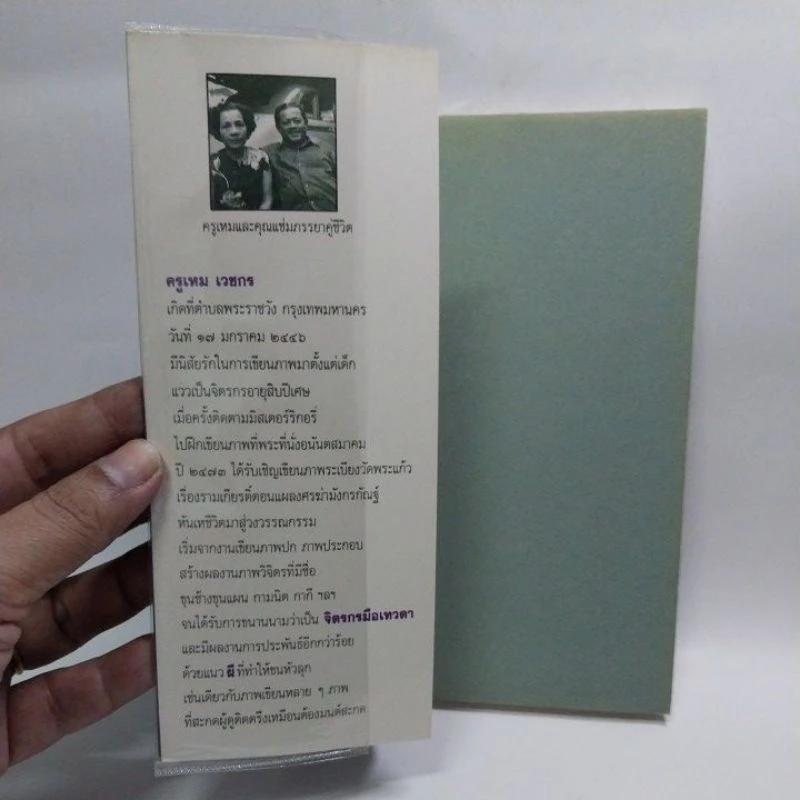 ครูเหมและคุณแช่มภรรยาคู่ชีวิต
ครูเหม เวชกร
เกิดที่ตำบลพระราชวัง กรุงเทพมหานคร
วันที่ ๑๗ มกราคม ๒๔๔๖
มีนิสัยรักในการเขียนภาพมาตั้งแต่เด็ก
แววเป็นจิตรกรอายุสิบปีเศษ
เมื่อครั้งติดตามมิสเตอร์ริกอรี่
ไปฝึกเขียนภาพที่พระที่นั่งอนันตสมาคม
ปี ๒๔๗๓ ได้รับเชิญเขียนภาพระเบียงวัดพระแก้ว
เรื่องรามเกียรติ์ตอนแผลงศรฆ่ามังกรกัณฐ์
หันเหชีวิตมาสู่วงวรรณกรรม
เริ่มจากงานเขียนภาพปก ภาพประกอบ
สร้างผลงานภาพวิจิตรที่มีชื่อ
ขุนช้างขุนแผน กามนิต กากี ฯลฯ
จนได้รับการขนานนามว่าเป็น จิตรกรมือเทวดา
และมีผลงานการประพันธ์อีกกว่าร้อย
ด้วยแนว ผี ที่ทำให้ขนหัวลุก
เช่นเดียวกับภาพเขียนหลาย ๆ ภาพ
ที่สะกดผู้ดูติดตรึงเหมือนต้องมนต์สะกด